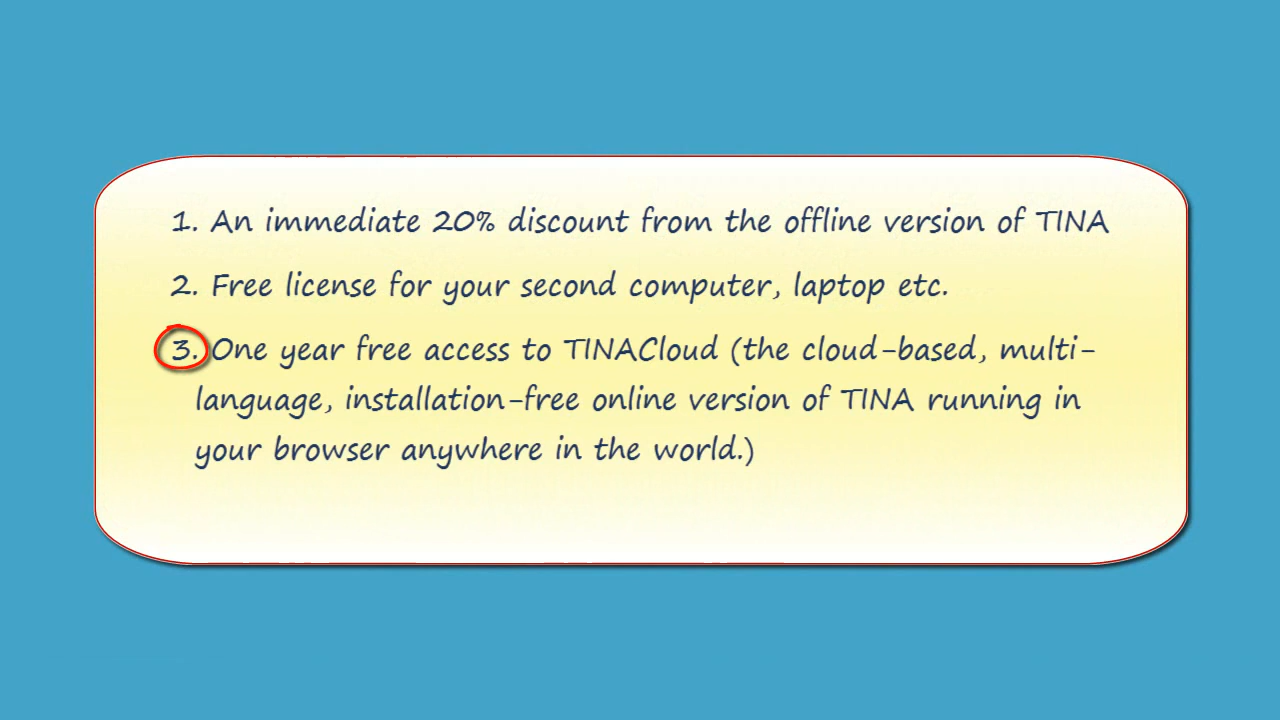 1. An immediate 20% discount from the offline version of TINA
2. Free license for your second computer, laptop etc.
3. One year free access to TINACloud (the cloud-based, multi-
language, installation-free online version of TINA running in
your browser anywhere in the world.)